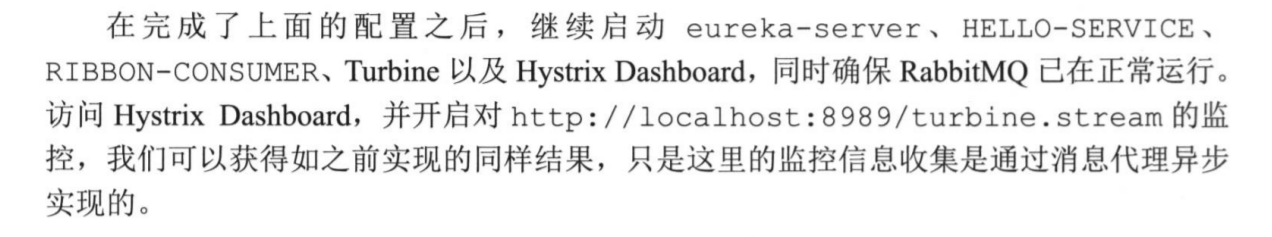 在完成了上面的配置之后，继续启动 eureka-server、HELLO-SERVICE、
RIBBON-CONSUMER、Turbine 以及 Hystrix Dashboard，同时确保 RabbitMQ 已在正常运行。
访问 Hystrix Dashboard，并开启对 http://localhost:8989/turbine.stream 的监
控，我们可以获得如之前实现的同样结果，只是这里的监控信息收集是通过消息代理异步
实现的。